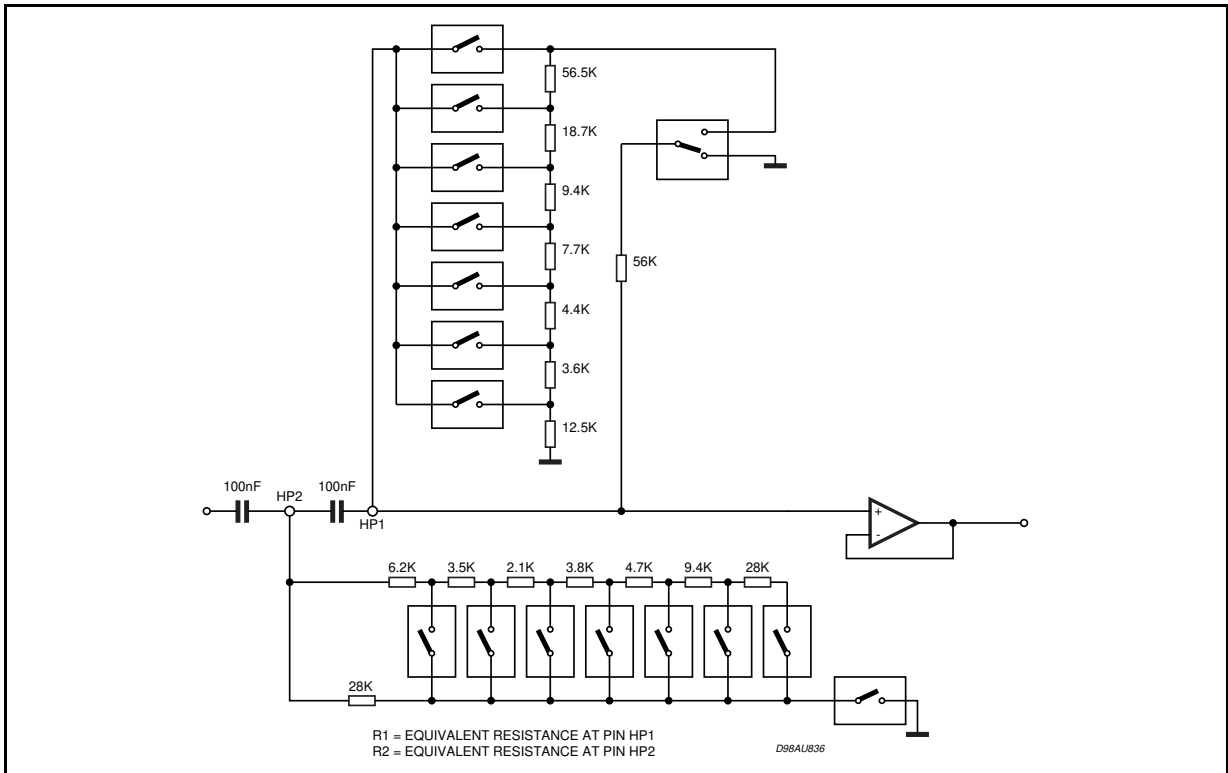 56.5K
18.7K
9.4K
7.7K
56K
4.4K
3.6K
12.5K
100nF
HP2
100nF
HP1
+
-
6.2K 3.5K 2.1K 3.8K 4.7K 9.4K 28K
28K
R1 = EQUIVALENT RESISTANCE AT PIN HP1
R2 = EQUIVALENT RESISTANCE AT PIN HP2
D98AU836